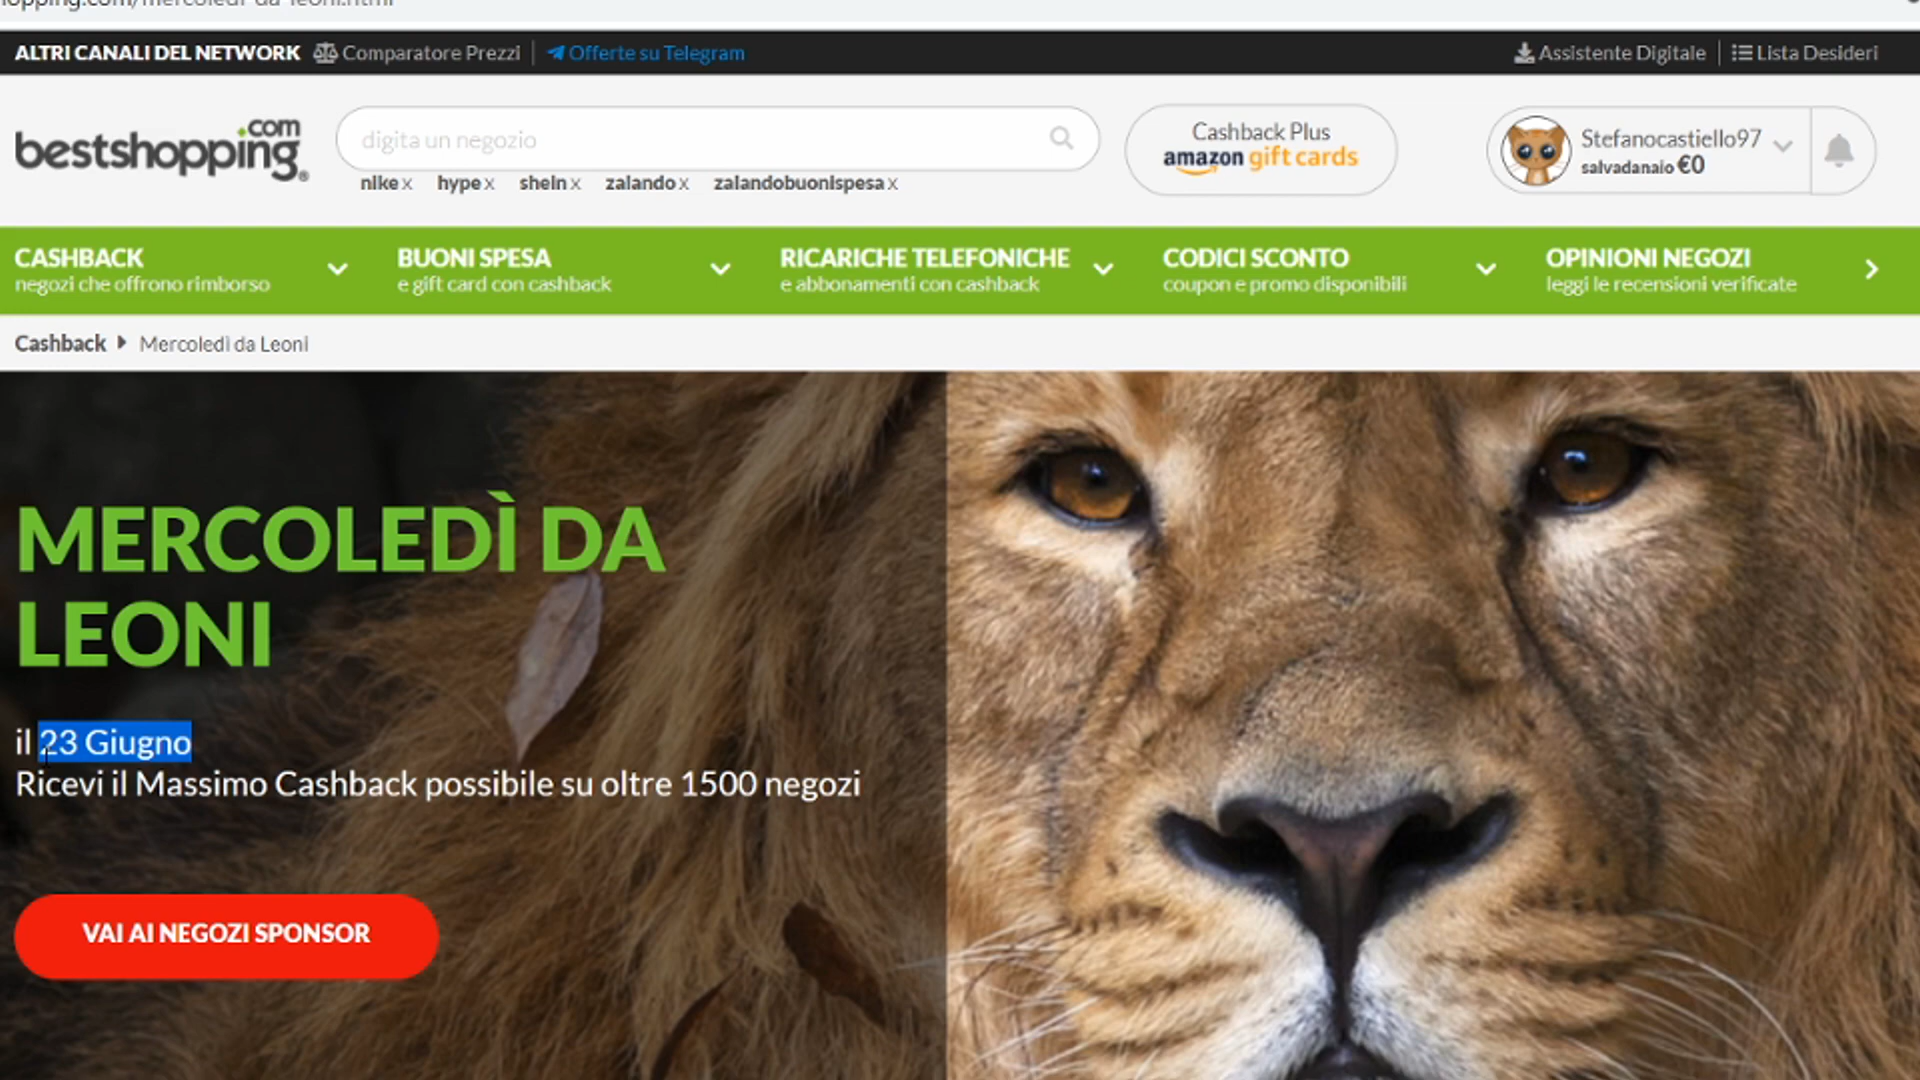 ALTRI CANALI DEL NETWORK Comparatore Prezzi Offerte su Telegram Assistente Digitale Lista Desideri
bestshopping.com®
digita un negozio
nike x hype x shein x zalando x zalandobuonispesa x
Cashback Plus
amazon gift cards
Stefanocastiello97
salvadanaio €0
CASHBACK
negozi che offrono rimborso
BUONI SPESA
e gift card con cashback
RICARICHE TELEFONICHE
e abbonamenti con cashback
CODICI SCONTO
coupon e promo disponibili
OPINIONI NEGOZI
leggi le recensioni verificate
Cashback Mercoledì da Leoni
MERCOLEDÌ DA
LEONI
il 23 Giugno
Ricevi il Massimo Cashback possibile su oltre 1500 negozi
VAI AI NEGOZI SPONSOR